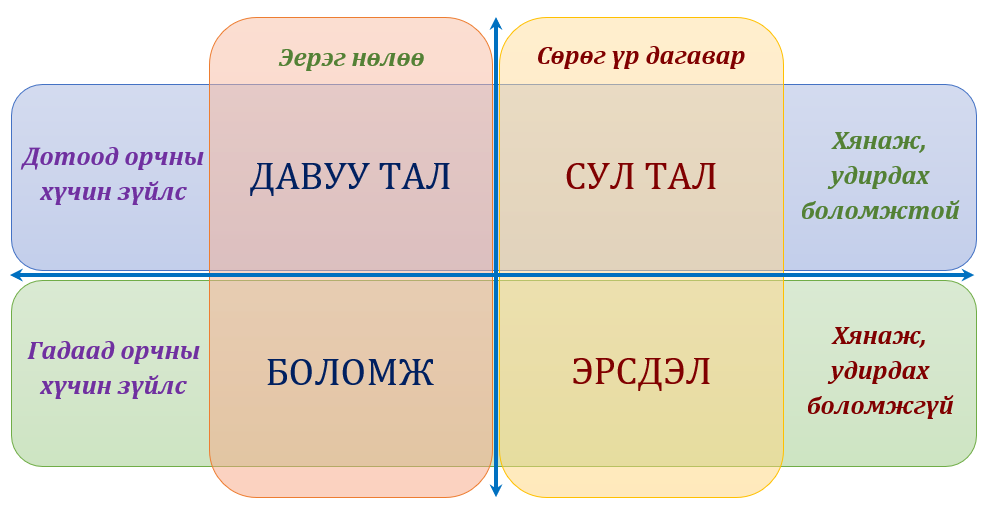 Эерэг нөлөө
Сөрөг үр дагавар
Дотоод орчны
хүчин зүйлс
ДАВУУ ТАЛ
СУЛ ТАЛ
Хянаж,
удирдах
боломжтой
Гадаад орчны
хүчин зүйлс
БОЛОМЖ
ЭРСДЭЛ
Хянаж,
удирдах
боломжгүй